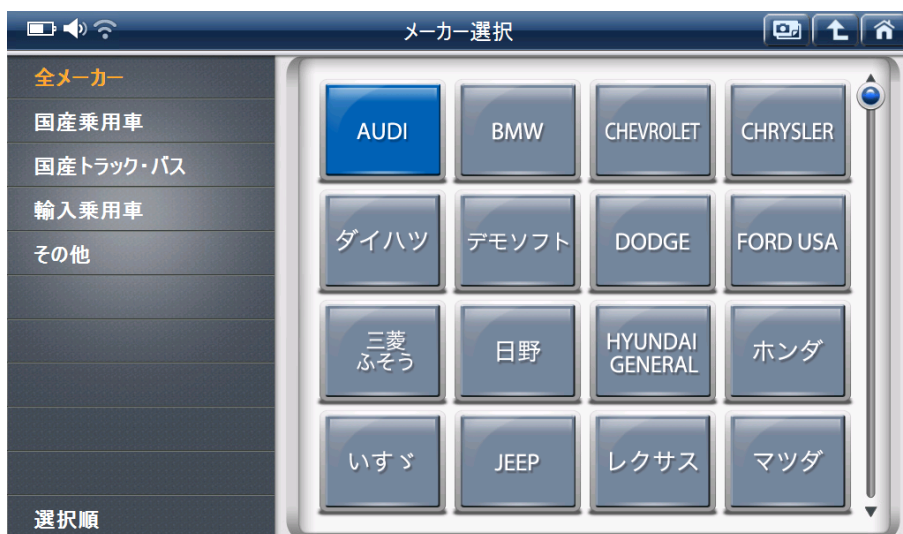 メーカー選択
全メーカー
国産乗用車
国産トラック・バス
輸入乗用車
その他
選択順
AUDI
BMW
CHEVROLET
CHRYSLER
ダイハツ
デモソフト
DODGE
FORD USA
三菱
ふそう
日野
HYUNDAI
GENERAL
ホンダ
いすゞ
JEEP
レクサス
マツダ